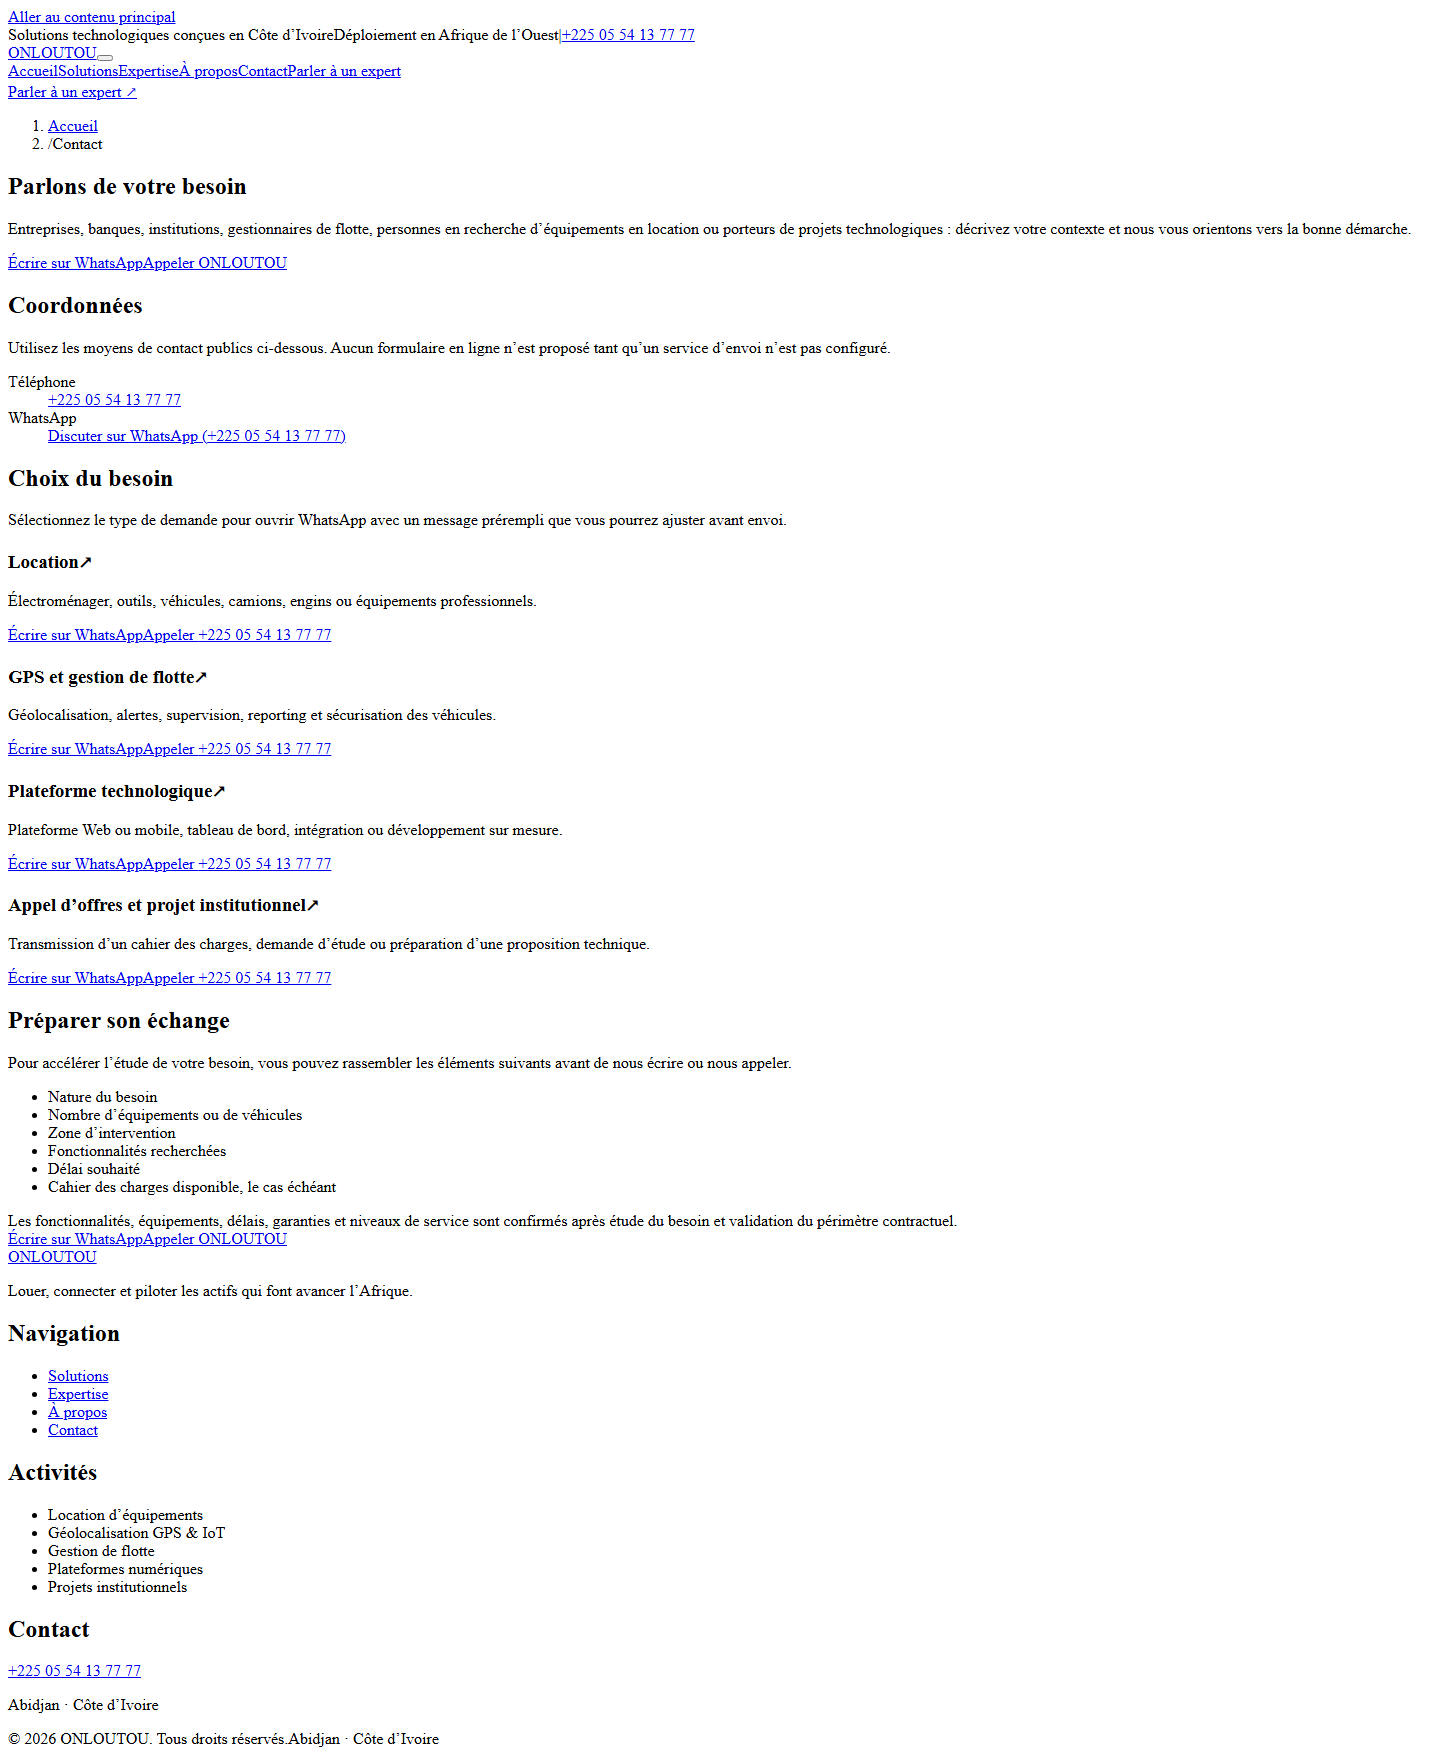 Aller au contenu principal
Solutions technologiques conçues en Côte d’IvoireDéploiement en Afrique de l’Ouest|+225 05 54 13 77 77
ONLOUTOU
AccueilSolutionsExpertiseÀ proposContactParler à un expert
Parler à un expert ↗
1. Accueil
2. /Contact
Parlons de votre besoin
Entreprises, banques, institutions, gestionnaires de flotte, personnes en recherche d’équipements en location ou porteurs de projets technologiques : décrivez votre contexte et nous vous orientons vers la bonne démarche.
Écrire sur WhatsAppAppeler ONLOUTOU
Coordonnées
Utilisez les moyens de contact publics ci-dessous. Aucun formulaire en ligne n’est proposé tant qu’un service d’envoi n’est pas configuré.
Téléphone
+225 05 54 13 77 77
WhatsApp
Discuter sur WhatsApp (+225 05 54 13 77 77)
Choix du besoin
Sélectionnez le type de demande pour ouvrir WhatsApp avec un message prérempli que vous pourrez ajuster avant envoi.
Location↗
Électroménager, outils, véhicules, camions, engins ou équipements professionnels.
Écrire sur WhatsAppAppeler +225 05 54 13 77 77
GPS et gestion de flotte↗
Géolocalisation, alertes, supervision, reporting et sécurisation des véhicules.
Écrire sur WhatsAppAppeler +225 05 54 13 77 77
Plateforme technologique↗
Plateforme Web ou mobile, tableau de bord, intégration ou développement sur mesure.
Écrire sur WhatsAppAppeler +225 05 54 13 77 77
Appel d’offres et projet institutionnel↗
Transmission d’un cahier des charges, demande d’étude ou préparation d’une proposition technique.
Écrire sur WhatsAppAppeler +225 05 54 13 77 77
Préparer son échange
Pour accélérer l’étude de votre besoin, vous pouvez rassembler les éléments suivants avant de nous écrire ou nous appeler.
• Nature du besoin
• Nombre d’équipements ou de véhicules
• Zone d’intervention
• Fonctionnalités recherchées
• Délai souhaité
• Cahier des charges disponible, le cas échéant
Les fonctionnalités, équipements, délais, garanties et niveaux de service sont confirmés après étude du besoin et validation du périmètre contractuel.
Écrire sur WhatsAppAppeler ONLOUTOU
ONLOUTOU
Louer, connecter et piloter les actifs qui font avancer l’Afrique.
Navigation
• Solutions
• Expertise
• À propos
• Contact
Activités
• Location d’équipements
• Géolocalisation GPS & IoT
• Gestion de flotte
• Plateformes numériques
• Projets institutionnels
Contact
+225 05 54 13 77 77
Abidjan · Côte d’Ivoire
© 2026 ONLOUTOU. Tous droits réservés.Abidjan · Côte d’Ivoire